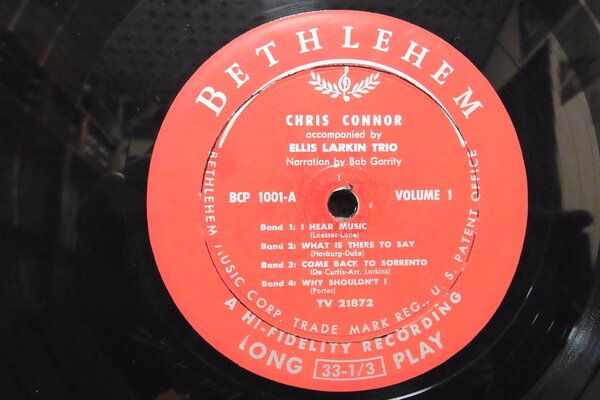 BETHLEHEM
CHRIS CONNOR
accompanied by
ELLIS LARKIN TRIO
Narration by Bob Garrity
BCP 1001-A VOLUME 1
Band 1: I HEAR MUSIC
(Loesser-Lane)
Band 2: WHAT IS THERE TO SAY
(Harburg-Duke)
Band 3: COME BACK TO SORRENTO
(De Curtis-Arr. Larkins)
Band 4: WHY SHOULDN'T I
(Porter)
TV 21872
BETHLEHEM MUSIC CORP. TRADE MARK REG., U. S. PATENT OFFICE
A HI-FIDELITY RECORDING
LONG 33-1/3 PLAY